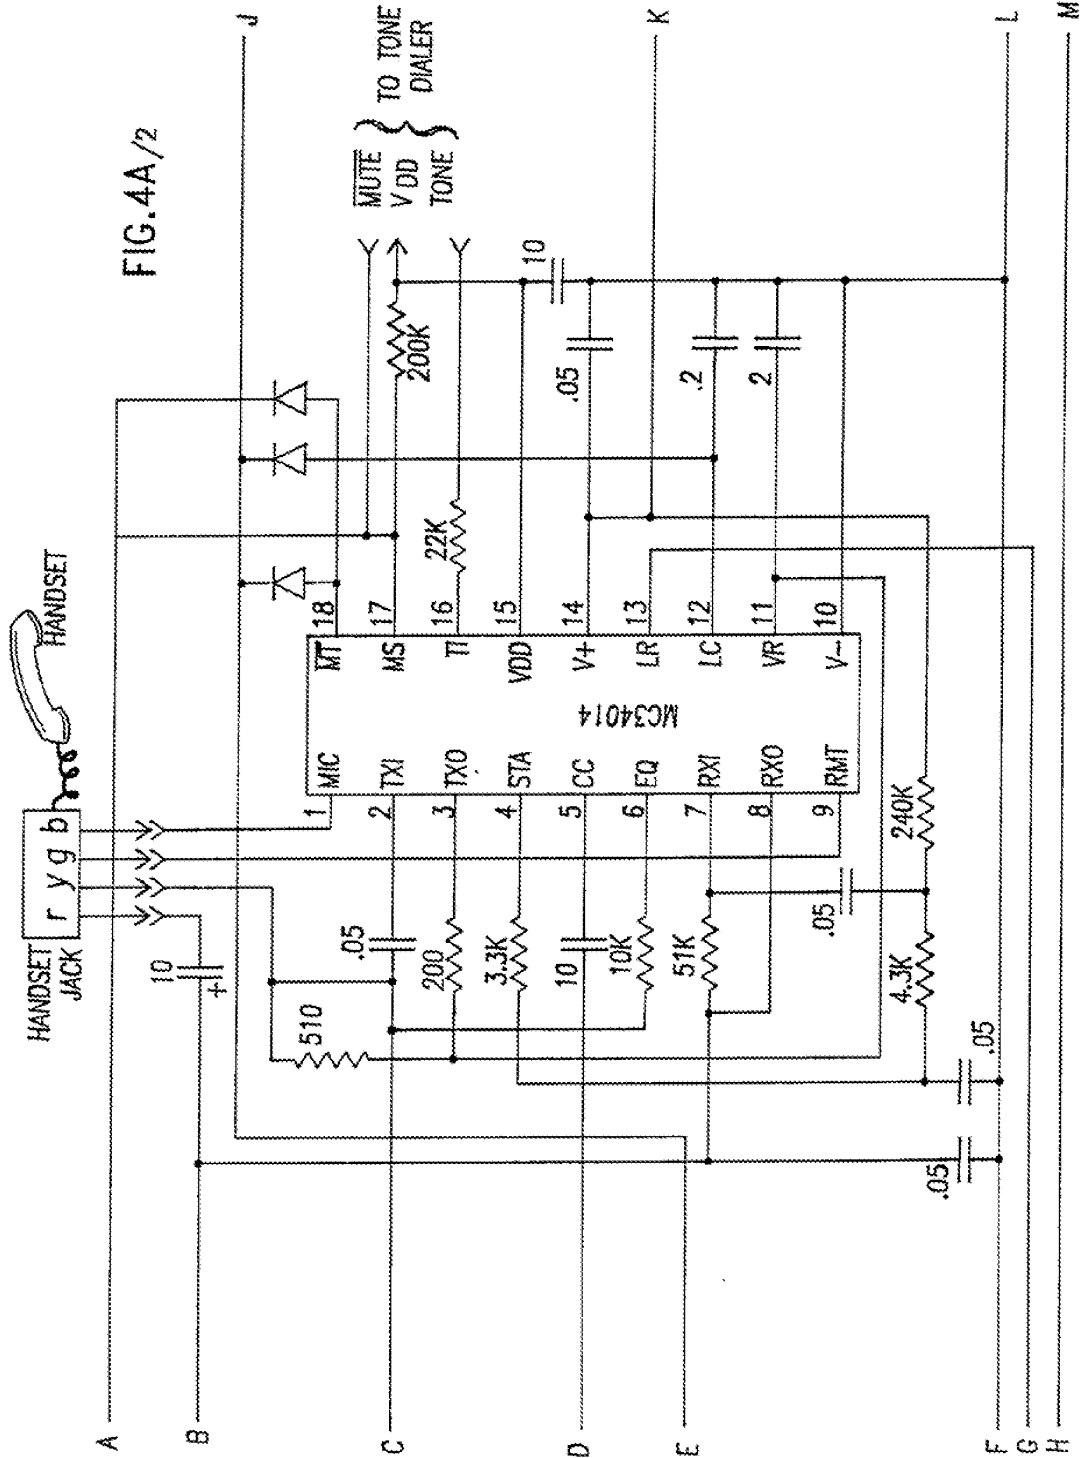 FIG.4A/2
HANDSET
HANDSET
JACK
r y g b
J
K
L
M
MUTE
VDD
TONE
TO TONE
DIALER
10
200K
.05
.2
2
22K
18
17
16
15
14
13
12
11
10
MT
MS
TI
VDD
V+
LR
LC
VR
V-
MC34014
MIC
TXI
TXO
STA
CC
EQ
RXI
RXO
RMT
1
2
3
4
5
6
7
8
9
10
+
.05
510
200
3.3K
10
10K
51K
.05
240K
4.3K
.05
.05
A
B
C
D
E
F
G
H